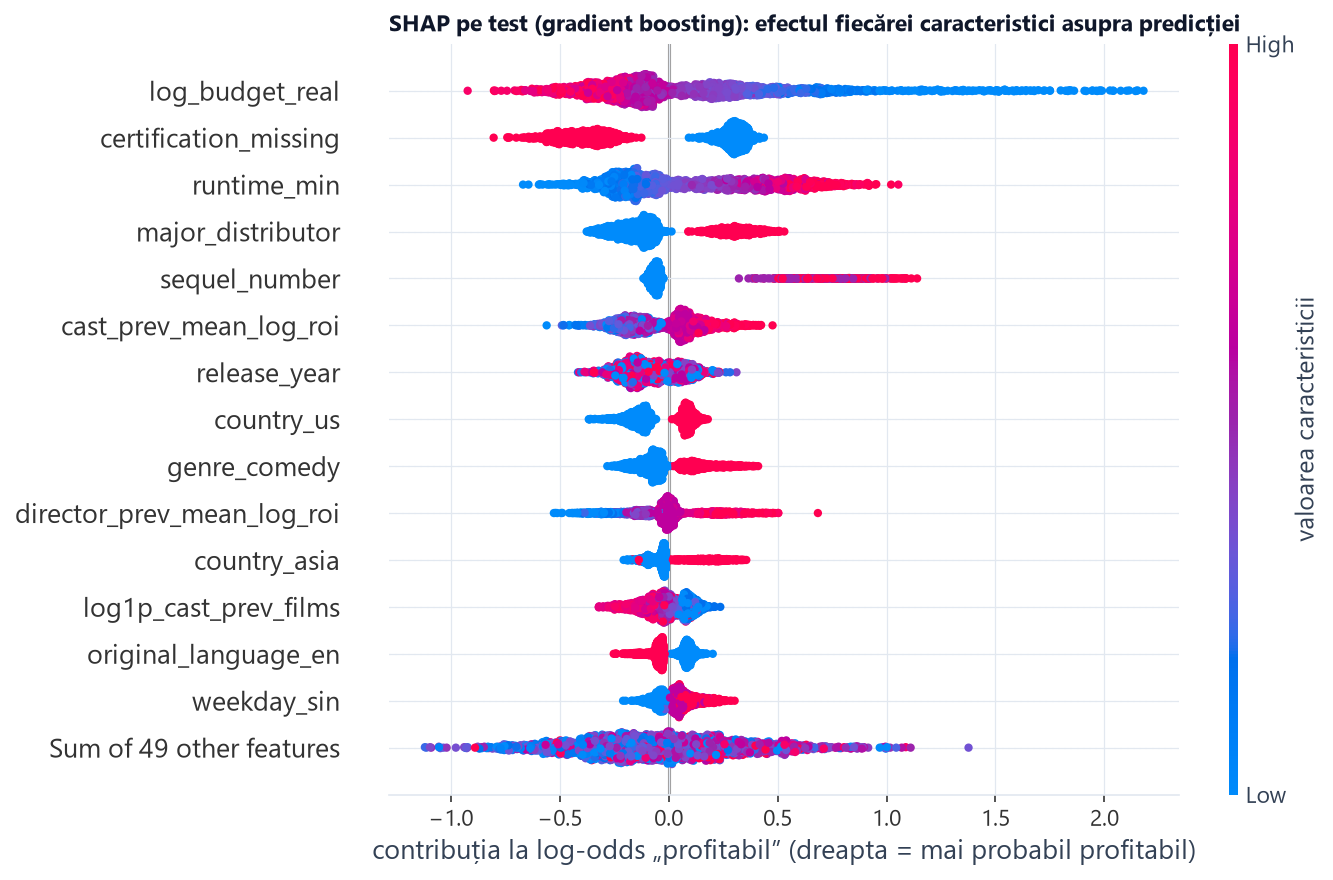 SHAP pe test (gradient boosting): efectul fiecărei caracteristici asupra predicției
High
log_budget_real
certification_missing
runtime_min
major_distributor
sequel_number
cast_prev_mean_log_roi
release_year
country_us
genre_comedy
director_prev_mean_log_roi
country_asia
log1p_cast_prev_films
original_language_en
weekday_sin
Sum of 49 other features
valoarea caracteristicii
Low
−1.0 −0.5 0.0 0.5 1.0 1.5 2.0
contribuția la log-odds „profitabil” (dreapta = mai probabil profitabil)